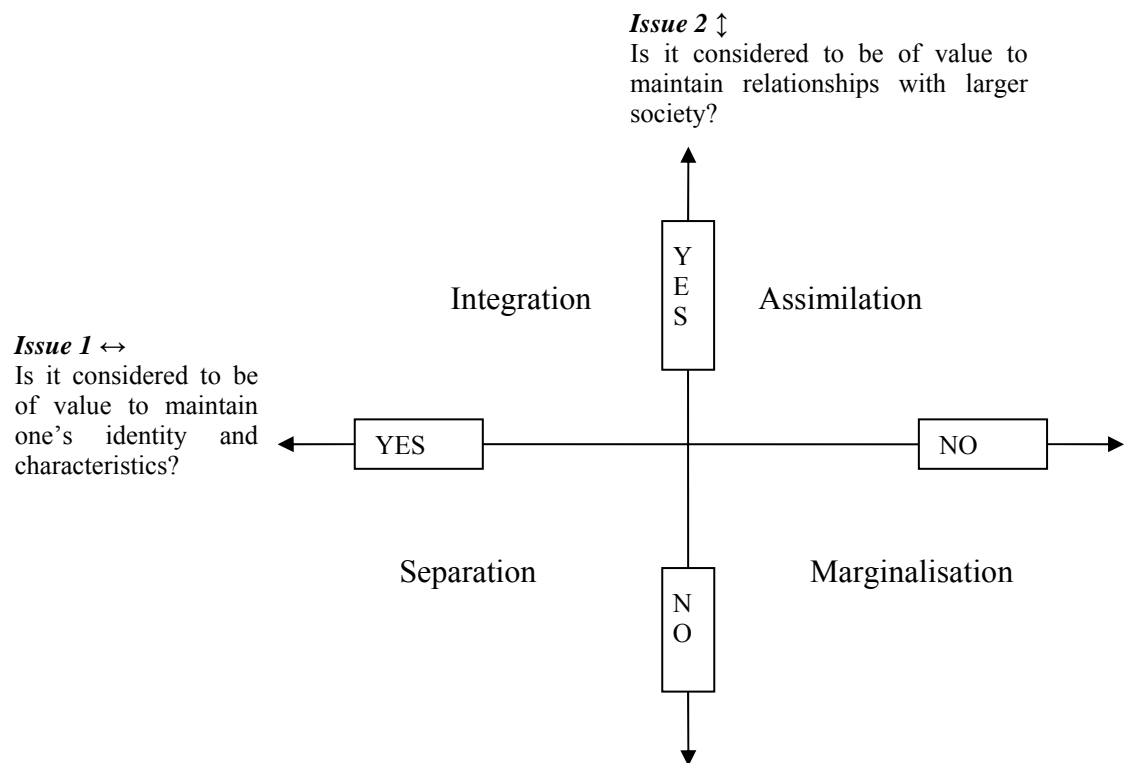 Issue 2 ↕
Is it considered to be of value to
maintain relationships with larger
society?
Y
E
S
Integration
Assimilation
Issue 1 ↔
Is it considered to be
of value to maintain
one’s identity and
characteristics?
YES
NO
Separation
Marginalisation
N
O